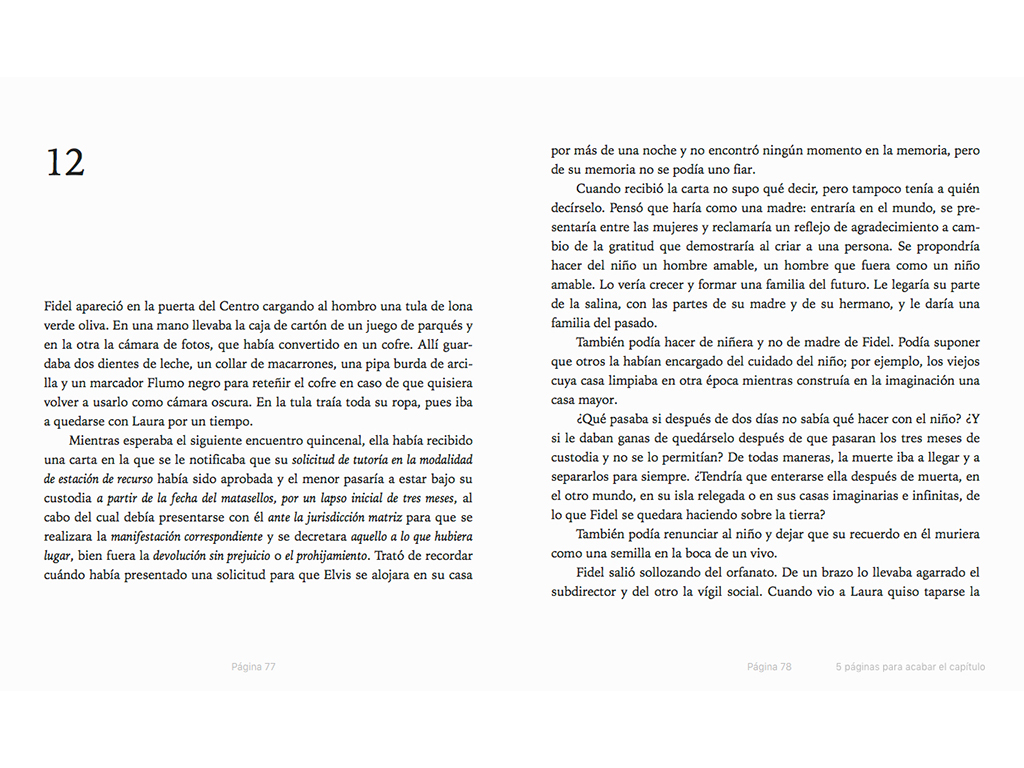 12
Fidel apareció en la puerta del Centro cargando al hombro una tula de lona
verde oliva. En una mano llevaba la caja de cartón de un juego de parqués y
en la otra la cámara de fotos, que había convertido en un cofre. Allí guar-
daba dos dientes de leche, un collar de macarrones, una pipa burda de arci-
lla y un marcador Flumo negro para reteñir el cofre en caso de que quisiera
volver a usarlo como cámara oscura. En la tula traía toda su ropa, pues iba
a quedarse con Laura por un tiempo.
Mientras esperaba el siguiente encuentro quincenal, ella había recibido
una carta en la que se le notificaba que su solicitud de tutoría en la modalidad
de estación de recurso había sido aprobada y el menor pasaría a estar bajo su
custodia a partir de la fecha del matasellos, por un lapso inicial de tres meses, al
cabo del cual debía presentarse con él ante la jurisdicción matriz para que se
realizara la manifestación correspondiente y se decretara aquello a lo que hubiera
lugar, bien fuera la devolución sin prejuicio o el prohijamiento. Trató de recordar
cuándo había presentado una solicitud para que Elvis se alojara en su casa
Página 77
por más de una noche y no encontró ningún momento en la memoria, pero
de su memoria no se podía uno fiar.
Cuando recibió la carta no supo qué decir, pero tampoco tenía a quién
decírselo. Pensó que haría como una madre: entraría en el mundo, se pre-
sentaría entre las mujeres y reclamaría un reflejo de agradecimiento a cam-
bio de la gratitud que demostraría al criar a una persona. Se propondría
hacer del niño un hombre amable, un hombre que fuera como un niño
amable. Lo vería crecer y formar una familia del futuro. Le legaría su parte
de la salina, con las partes de su madre y de su hermano, y le daría una
familia del pasado.
También podía hacer de niñera y no de madre de Fidel. Podía suponer
que otros la habían encargado del cuidado del niño; por ejemplo, los viejos
cuya casa limpiaba en otra época mientras construía en la imaginación una
casa mayor.
¿Qué pasaba si después de dos días no sabía qué hacer con el niño? ¿Y
si le daban ganas de quedárselo después de que pasaran los tres meses de
custodia y no se lo permitían? De todas maneras, la muerte iba a llegar y a
separarlos para siempre. ¿Tendría que enterarse ella después de muerta, en
el otro mundo, en su isla relegada o en sus casas imaginarias e infinitas, de
lo que Fidel se quedara haciendo sobre la tierra?
También podía renunciar al niño y dejar que su recuerdo en él muriera
como una semilla en la boca de un vivo.
Fidel salió sollozando del orfanato. De un brazo lo llevaba agarrado el
subdirector y del otro la vígil social. Cuando vio a Laura quiso taparse la
Página 78
5 páginas para acabar el capítulo